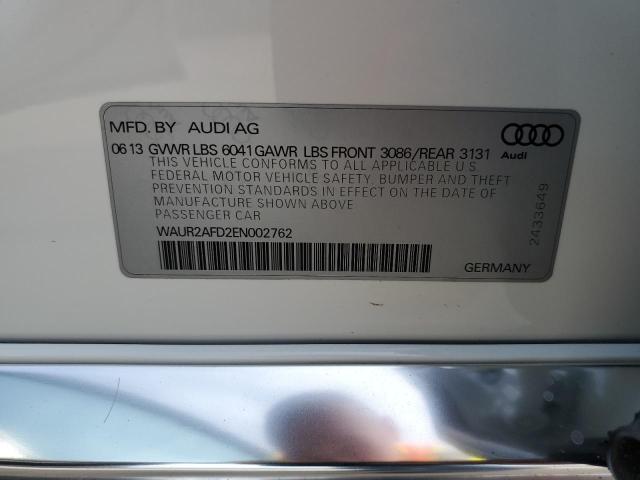 MFD. BY AUDI AG
06 13 GVWR LBS 6041 GAWR LBS FRONT 3086/REAR 3131
Audi
THIS VEHICLE CONFORMS TO ALL APPLICABLE U S
FEDERAL MOTOR VEHICLE SAFETY, BUMPER AND THEFT
PREVENTION STANDARDS IN EFFECT ON THE DATE OF
MANUFACTURE SHOWN ABOVE
PASSENGER CAR
WAUR2AFD2EN002762
GERMANY
2433649